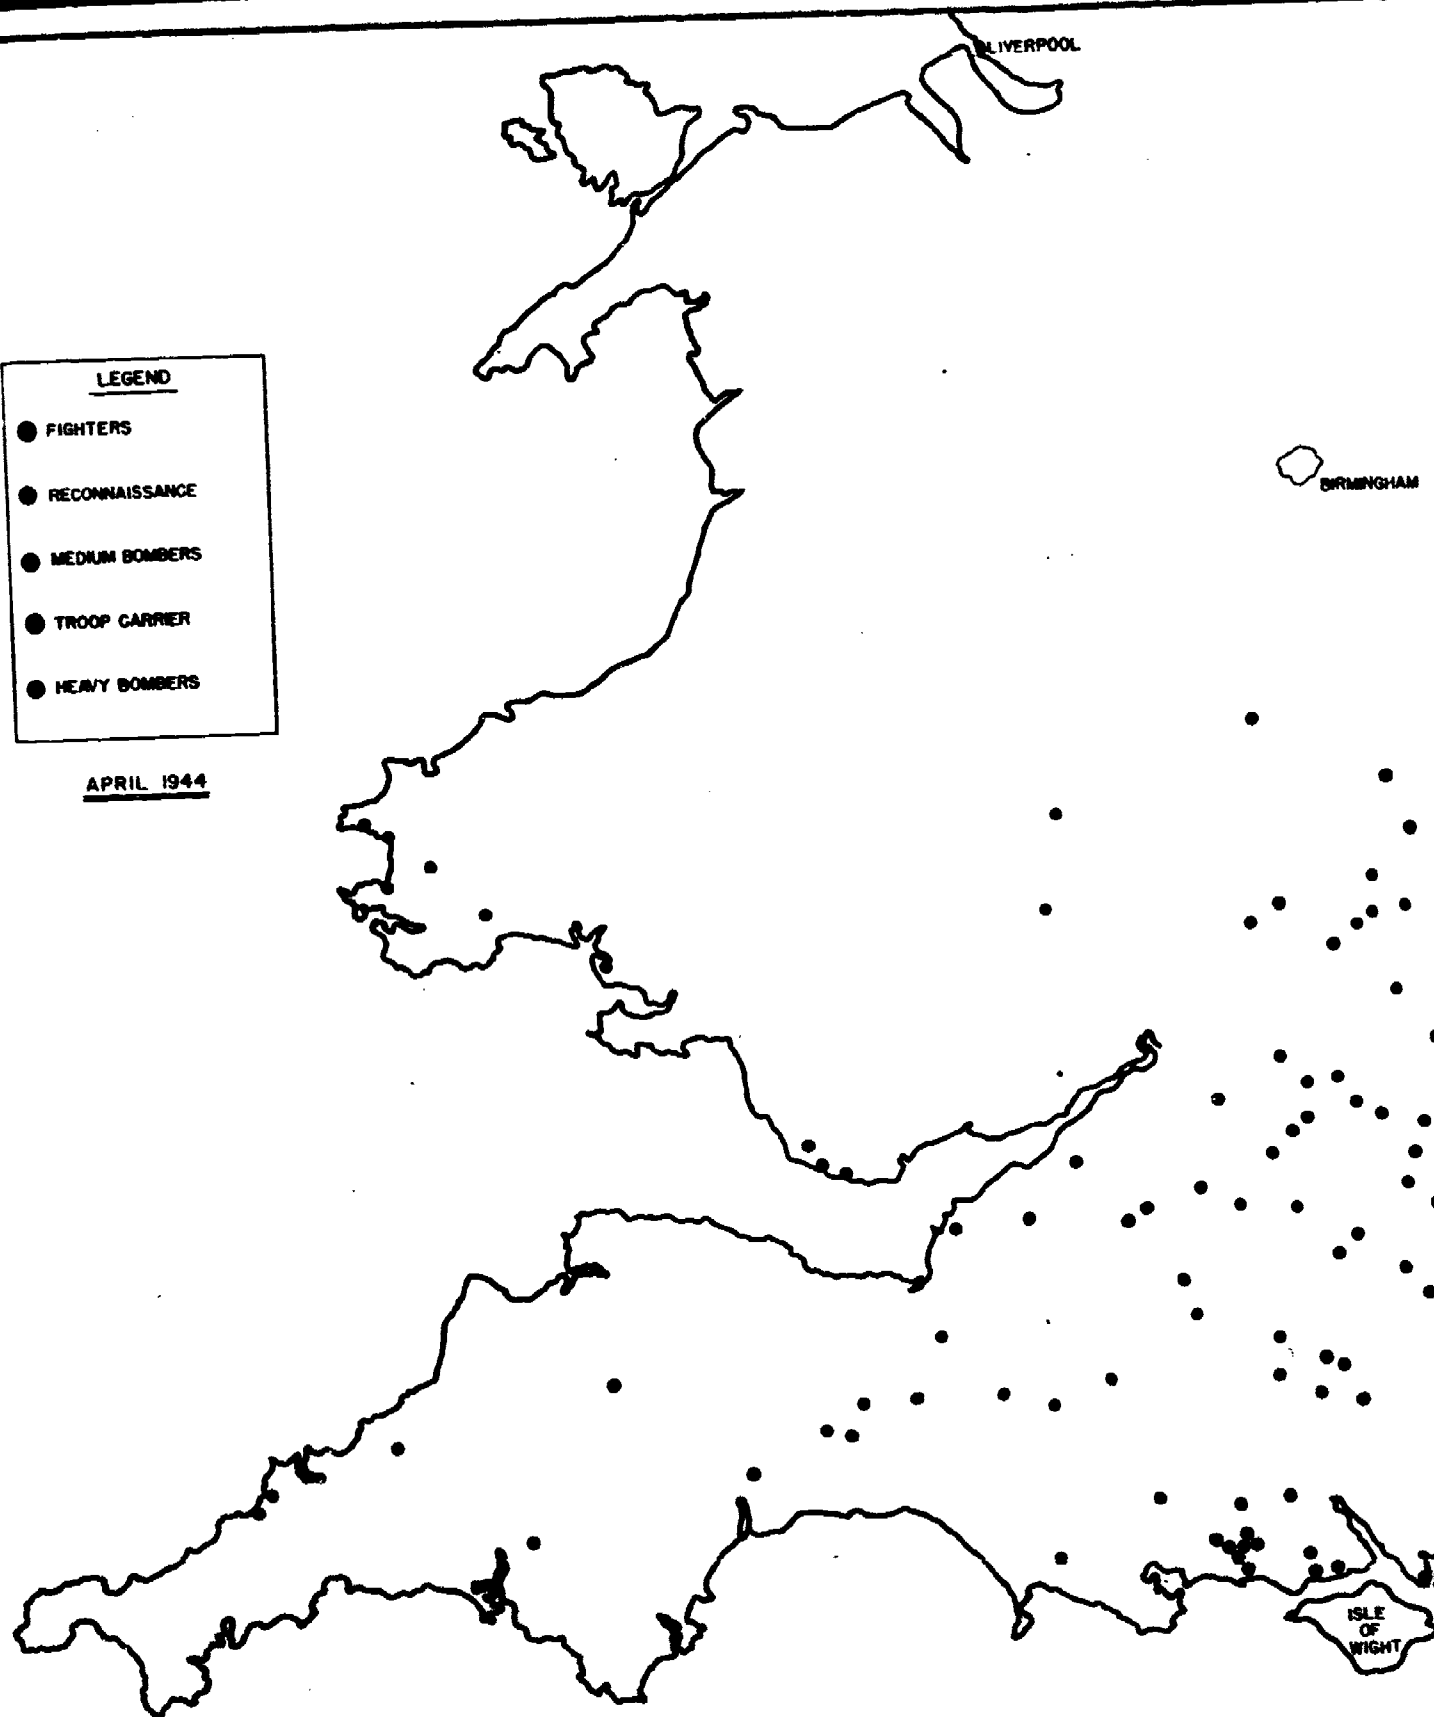 LIVERPOOL
LEGEND
FIGHTERS
RECONNAISSANCE
MEDIUM BOMBERS
TROOP CARRIER
HEAVY BOMBERS
BIRMINGHAM
APRIL 1944
ISLE
OF
WIGHT